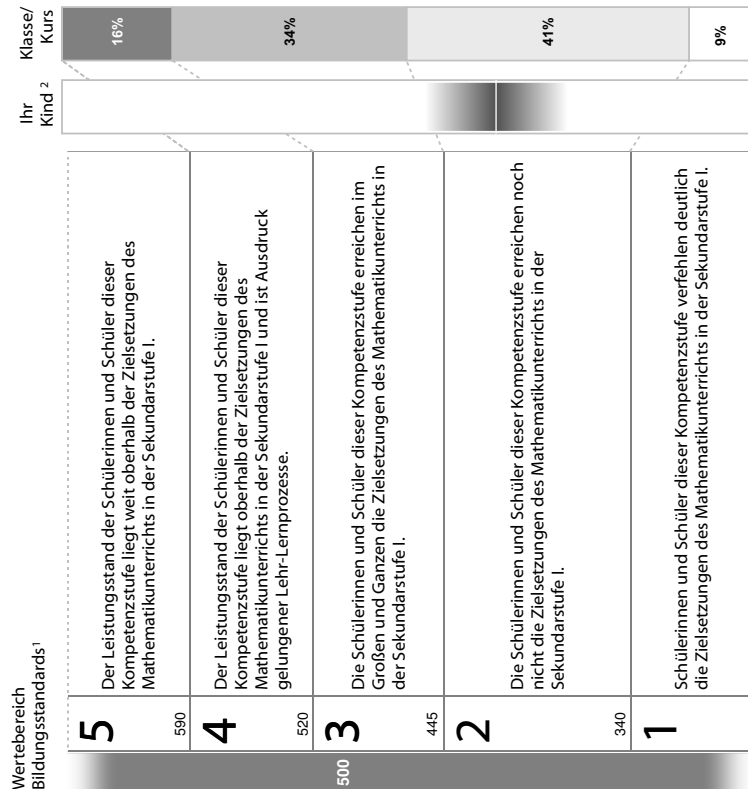 Wertebereich
Bildungsstandards¹
Ihr
Kind ²
Klasse/
Kurs
500
5
590
Der Leistungsstand der Schülerinnen und Schüler dieser
Kompetenzstufe liegt weit oberhalb der Zielsetzungen des
Mathematikunterrichts in der Sekundarstufe I.
16%
4
520
Der Leistungsstand der Schülerinnen und Schüler dieser
Kompetenzstufe liegt oberhalb der Zielsetzungen des
Mathematikunterrichts in der Sekundarstufe I und ist Ausdruck
gelungener Lehr-Lernprozesse.
34%
3
445
Die Schülerinnen und Schüler dieser Kompetenzstufe erreichen im
Großen und Ganzen die Zielsetzungen des Mathematikunterrichts in
der Sekundarstufe I.
41%
2
340
Die Schülerinnen und Schüler dieser Kompetenzstufe erreichen noch
nicht die Zielsetzungen des Mathematikunterrichts in der
Sekundarstufe I.
9%
1
Schülerinnen und Schüler dieser Kompetenzstufe verfehlen deutlich
die Zielsetzungen des Mathematikunterrichts in der Sekundarstufe I.